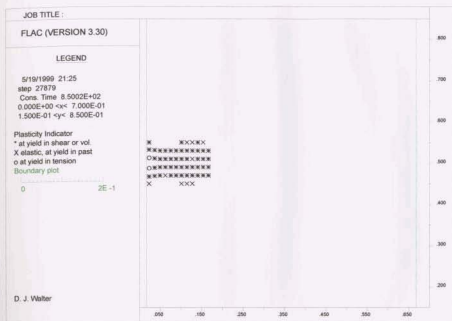 JOB TITLE :
FLAC (VERSION 3.30)
LEGEND
5/19/1999 21:25
step 27879
Cons. Time 8.5002E+02
0.000E+00 <x< 7.000E-01
1.500E-01 <y< 8.500E-01
Plasticity Indicator
* at yield in shear or vol.
X elastic, at yield in past
o at yield in tension
Boundary plot
0 2E -1
D. J. Walter
.800
.700
.600
.500
.400
.300
.200
.050 .150 .250 .350 .450 .550 .650